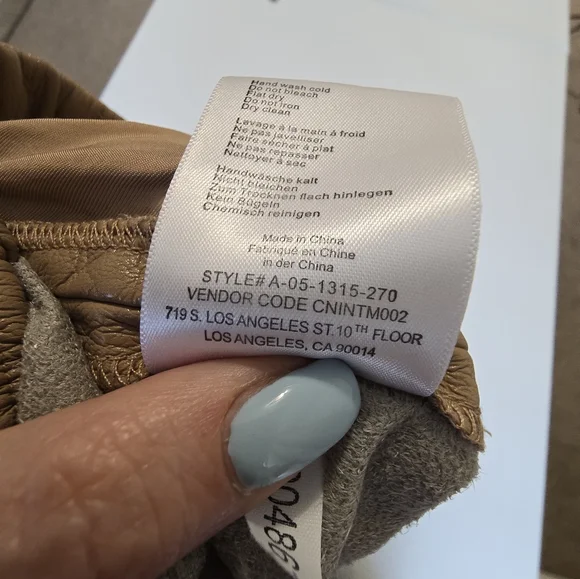 Hand wash cold
Do not bleach
Flat dry
Do not iron
Dry clean
Lavage à la main à froid
Ne pas javelliser
Faire sécher à plat
Ne pas repasser
Nettoyer à sac
Handwäsche kalt
Nicht bleichen
Zum Trocknen flach hinlegen
Kein Bügeln
Chemisch reinigen
Made in China
Fabriqué en Chine
in der China
STYLE# A-05-1315-270
VENDOR CODE CNINTM002
719 S. LOS ANGELES ST.10TH FLOOR
LOS ANGELES, CA 90014